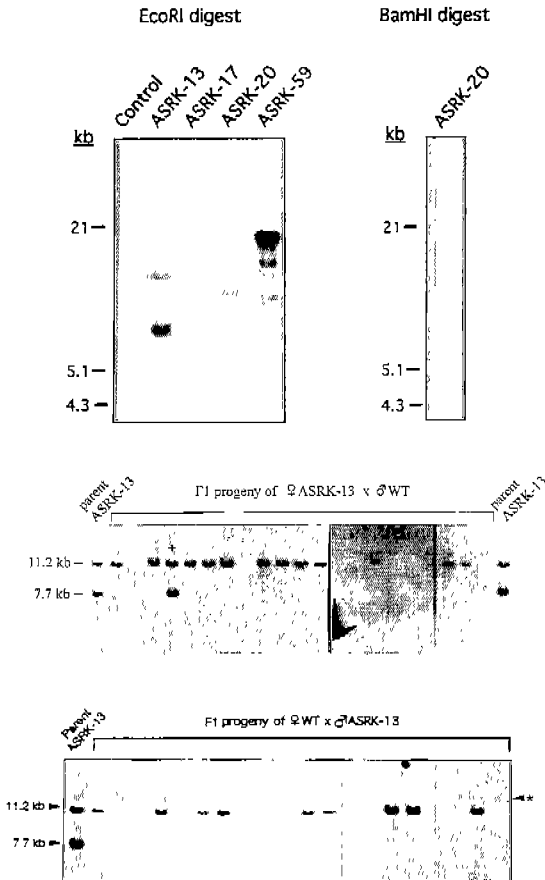 EcoRI digest
BamHI digest
Control
ASRK-13
ASRK-17
ASRK-20
ASRK-59
ASRK-20
kb
kb
21
21
5.1
5.1
4.3
4.3
parent
ASRK-13
F1 progeny of ♀ASRK-13 x ♂WT
parent
ASRK-13
+
11.2 kb
7.7 kb
Parent
ASRK-13
F1 progeny of ♀WT x ♂ASRK-13
11.2 kb
*
7.7 kb